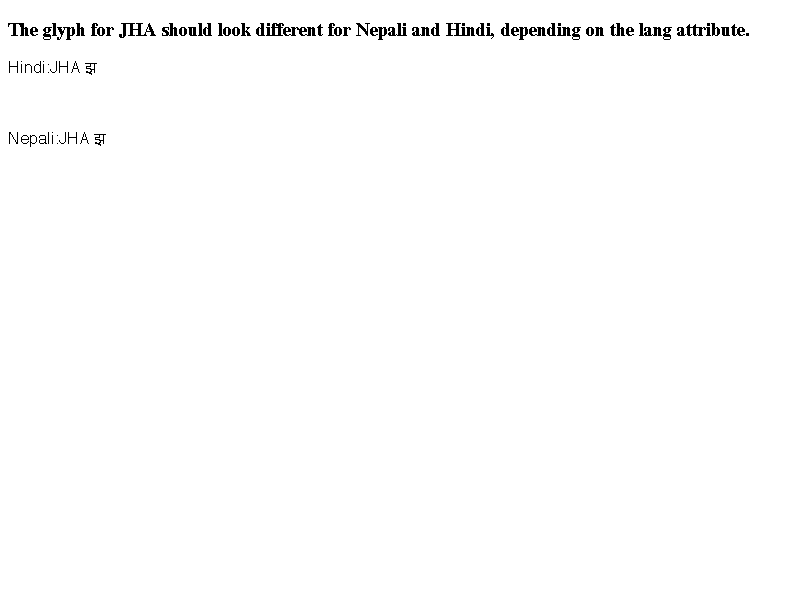 The glyph for JHA should look different for Nepali and Hindi, depending on the lang attribute.
Hindi:JHA झ
Nepali:JHA झ